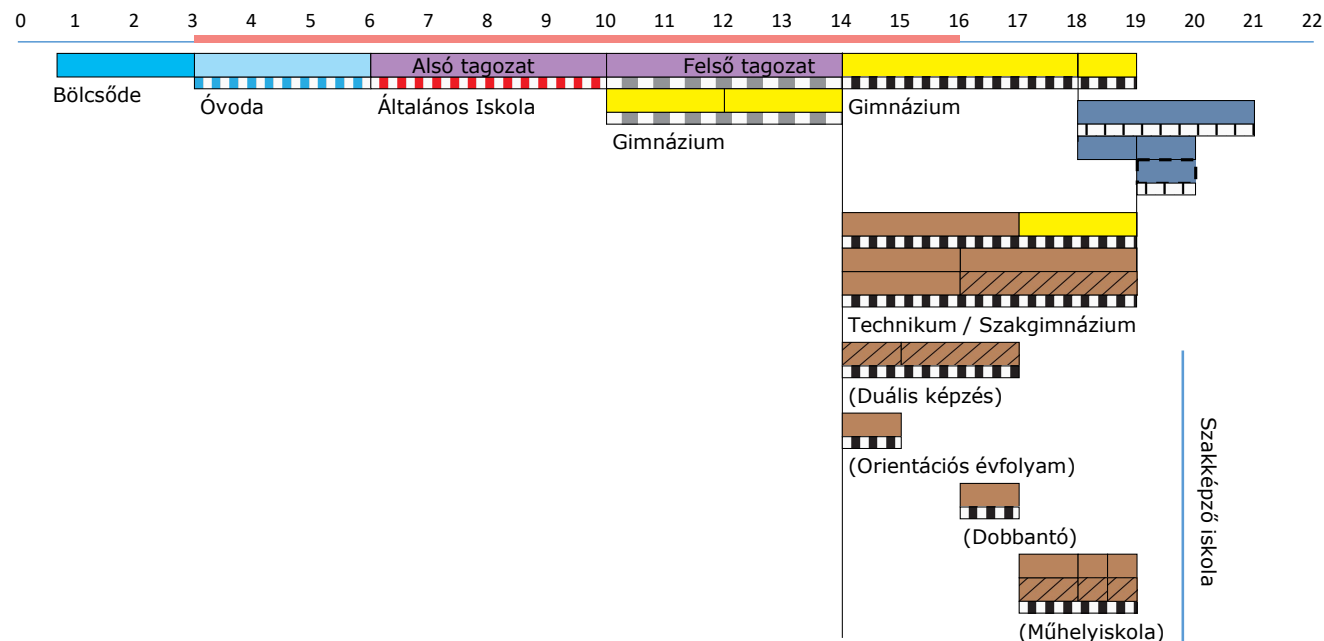 0 1 2 3 4 5 6 7 8 9 10 11 12 13 14 15 16 17 18 19 20 21 22
Alsó tagozat
Felső tagozat
Bölcsőde
Óvoda
Általános Iskola
Gimnázium
Gimnázium
Technikum / Szakgimnázium
(Duális képzés)
(Orientációs évfolyam)
(Dobbantó)
(Műhelyiskola)
Szakképző iskola